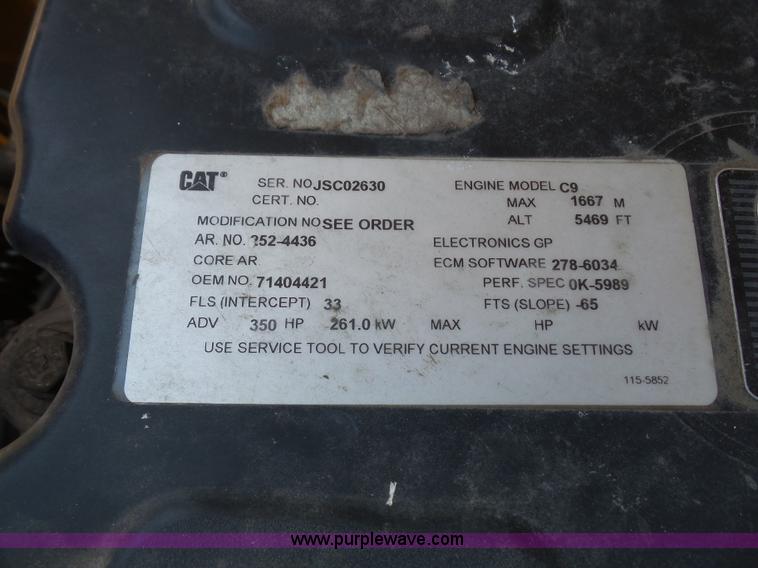 CAT® SER. NO JSC02630 ENGINE MODEL C9
CERT. NO. MAX 1667 M
MODIFICATION NO SEE ORDER ALT 5469 FT
AR. NO. 252-4436 ELECTRONICS GP
CORE AR ECM SOFTWARE 278-6034
OEM NO. 71404421 PERF. SPEC 0K-5989
FLS (INTERCEPT) 33 FTS (SLOPE) -65
ADV 350 HP 261.0 kW MAX HP kW
USE SERVICE TOOL TO VERIFY CURRENT ENGINE SETTINGS
115-5852
www.purplewave.com